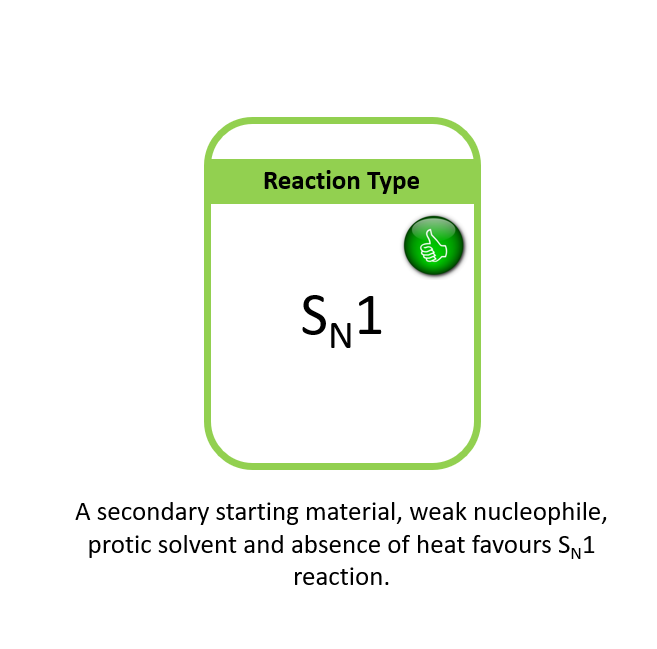 Reaction Type
S_N1
A secondary starting material, weak nucleophile,
protic solvent and absence of heat favours S_N1
reaction.